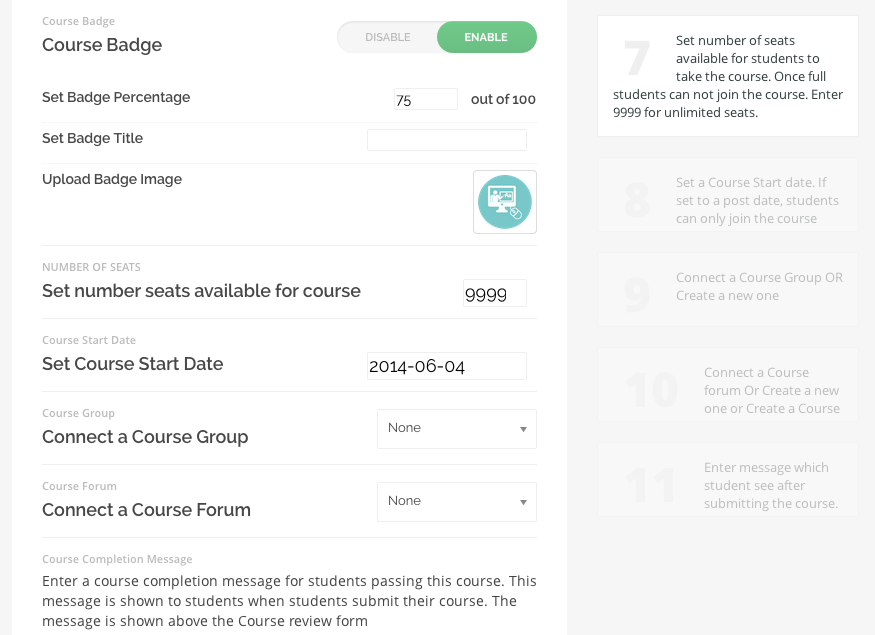 Course Badge
Course Badge
DISABLE
ENABLE
Set Badge Percentage
75
out of 100
Set Badge Title
Upload Badge Image
NUMBER OF SEATS
Set number seats available for course
9999
Course Start Date
Set Course Start Date
2014-06-04
Course Group
Connect a Course Group
None
Course Forum
Connect a Course Forum
None
Course Completion Message
Enter a course completion message for students passing this course. This
message is shown to students when students submit their course. The
message is shown above the Course review form
7
Set number of seats
available for students to
take the course. Once full
students can not join the course. Enter
9999 for unlimited seats.
8
Set a Course Start date. If
set to a post date, students
can only join the course
9
Connect a Course Group OR
Create a new one
10
Connect a Course
forum Or Create a new
one or Create a Course
11
Enter message which
student see after
submitting the course.